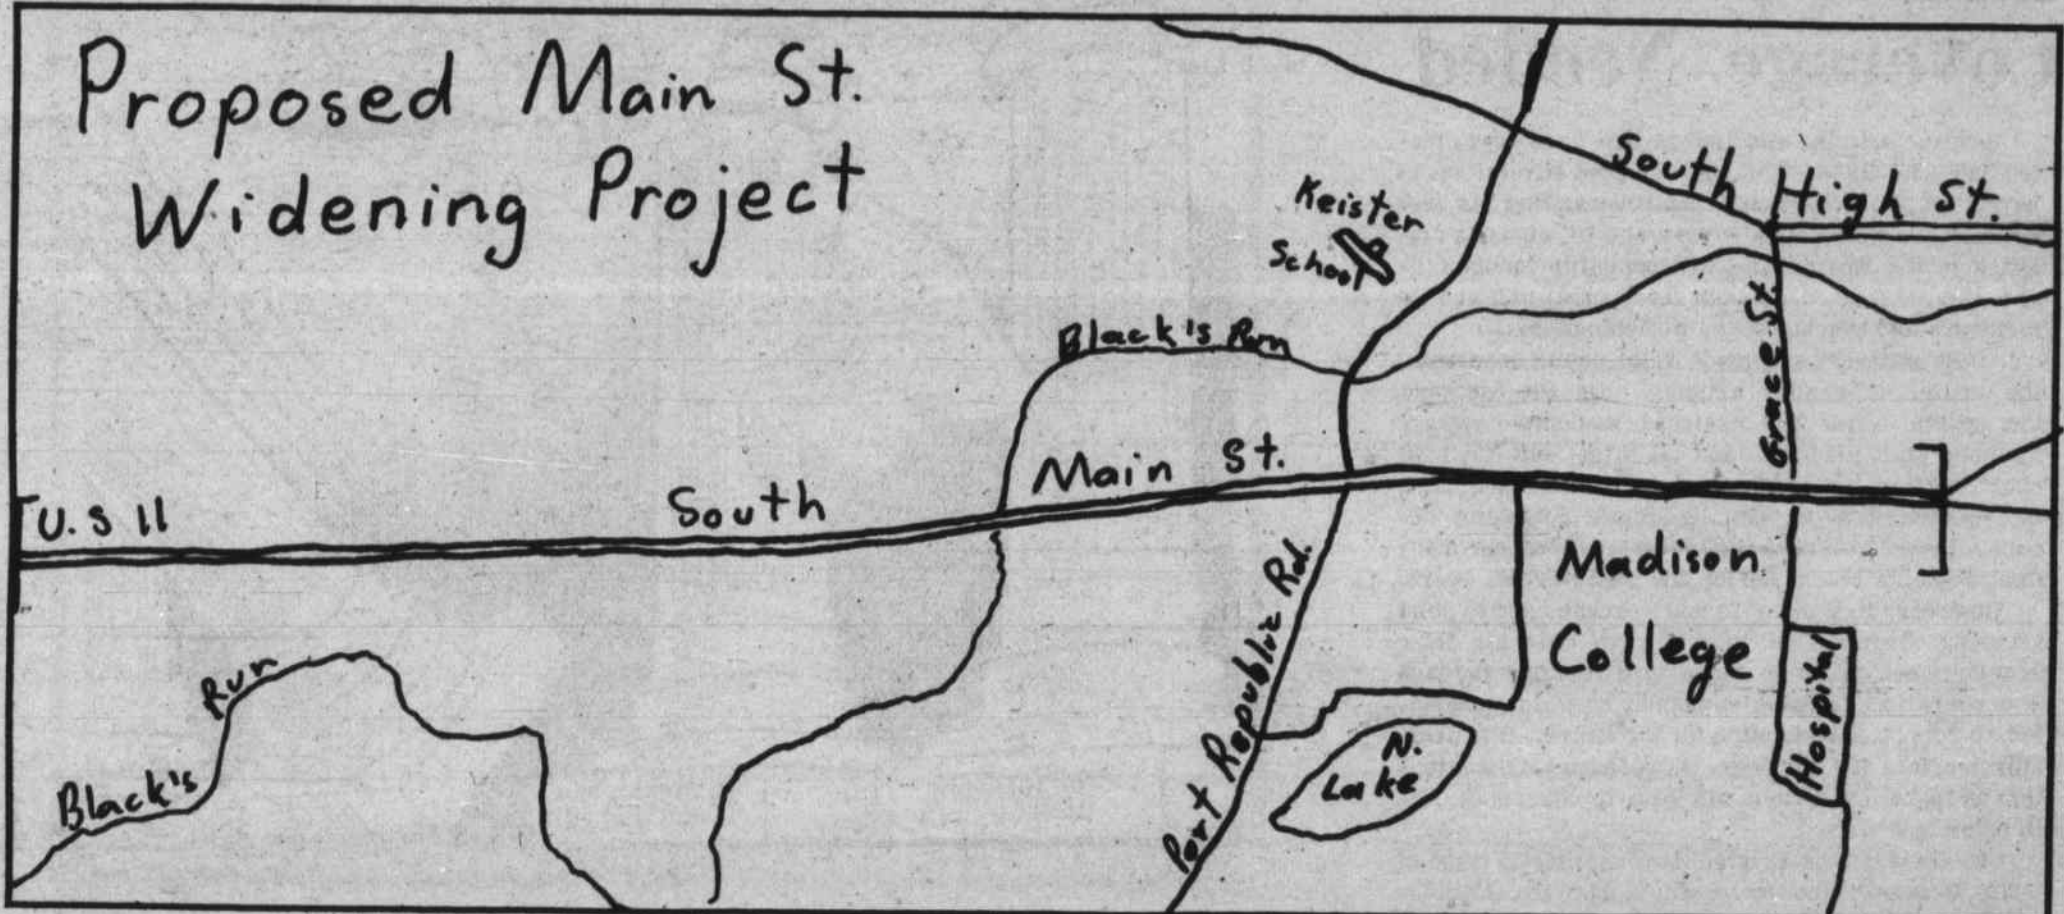 Proposed Main St.
Widening Project
South High St.
Keister
School
Grace St.
Black's Run
Main St.
South
U.S 11
Port Republic Rd.
Madison
College
Hospital
Black's Run
N.
Lake